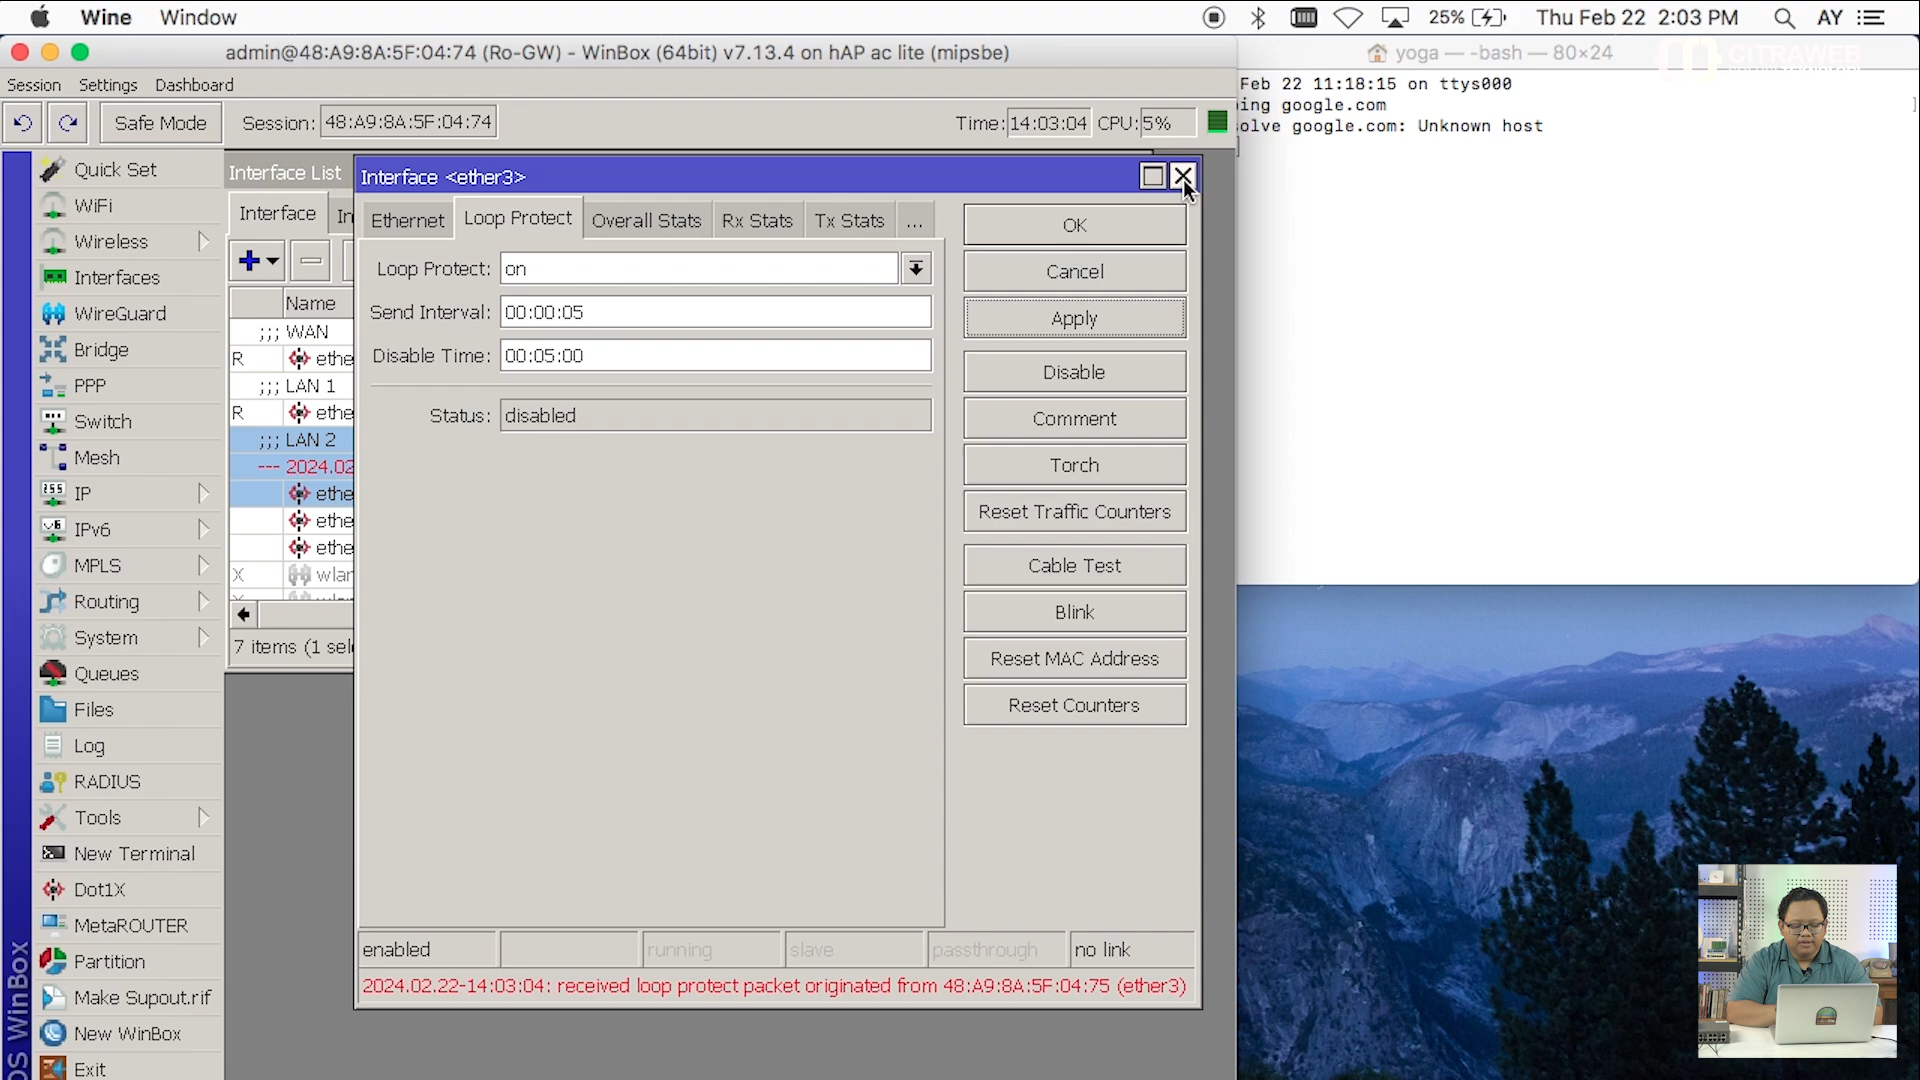 Wine Window
25% Thu Feb 22 2:03 PM AY
admin@48:A9:8A:5F:04:74 (Ro-GW) - WinBox (64bit) v7.13.4 on hAP ac lite (mipsbe)
yoga — -bash — 80×24
CITRAWEB
Session Settings Dashboard
Safe Mode Session: 48:A9:8A:5F:04:74 Time: 14:03:04 CPU: 5%
Feb 22 11:18:15 on ttys000
ing google.com
olve google.com: Unknown host
Quick Set
WiFi
Wireless
Interfaces
WireGuard
Bridge
PPP
Switch
Mesh
IP
IPv6
MPLS
Routing
System
Queues
Files
Log
RADIUS
Tools
New Terminal
Dot1X
MetaROUTER
Partition
Make Supout.rif
New WinBox
Exit
OS WinBox
Interface List
Interface In
Name
;;; WAN
R ethe
;;; LAN 1
R ethe
;;; LAN 2
--- 2024.02
ethe
ethe
ethe
X wlan
7 items (1 sel
Interface <ether3>
Ethernet Loop Protect Overall Stats Rx Stats Tx Stats ...
Loop Protect: on
Send Interval: 00:00:05
Disable Time: 00:05:00
Status: disabled
OK
Cancel
Apply
Disable
Comment
Torch
Reset Traffic Counters
Cable Test
Blink
Reset MAC Address
Reset Counters
enabled running slave passthrough no link
2024.02.22-14:03:04: received loop protect packet originated from 48:A9:8A:5F:04:75 (ether3)